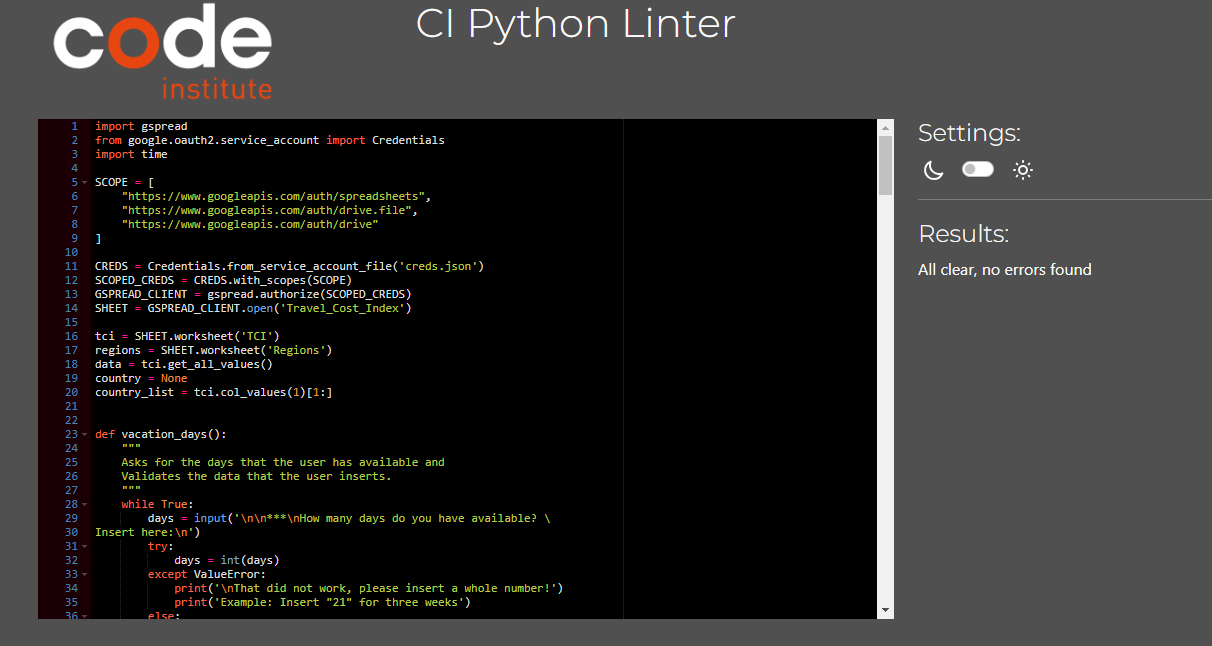 code
institute
CI Python Linter
1 import gspread
2 from google.oauth2.service_account import Credentials
3 import time
4
5 SCOPE = [
6     "https://www.googleapis.com/auth/spreadsheets",
7     "https://www.googleapis.com/auth/drive.file",
8     "https://www.googleapis.com/auth/drive"
9 ]
10
11 CREDS = Credentials.from_service_account_file('creds.json')
12 SCOPED_CREDS = CREDS.with_scopes(SCOPE)
13 GSPREAD_CLIENT = gspread.authorize(SCOPED_CREDS)
14 SHEET = GSPREAD_CLIENT.open('Travel_Cost_Index')
15
16 tci = SHEET.worksheet('TCI')
17 regions = SHEET.worksheet('Regions')
18 data = tci.get_all_values()
19 country = None
20 country_list = tci.col_values(1)[1:]
21
22
23 def vacation_days():
24     """
25     Asks for the days that the user has available and
26     Validates the data that the user inserts.
27     """
28     while True:
29         days = input('\n\n***\nHow many days do you have available? \
30 Insert here:\n')
31         try:
32             days = int(days)
33         except ValueError:
34             print('\nThat did not work, please insert a whole number!')
35             print('Example: Insert "21" for three weeks')
36         else:
Settings:
Results:
All clear, no errors found